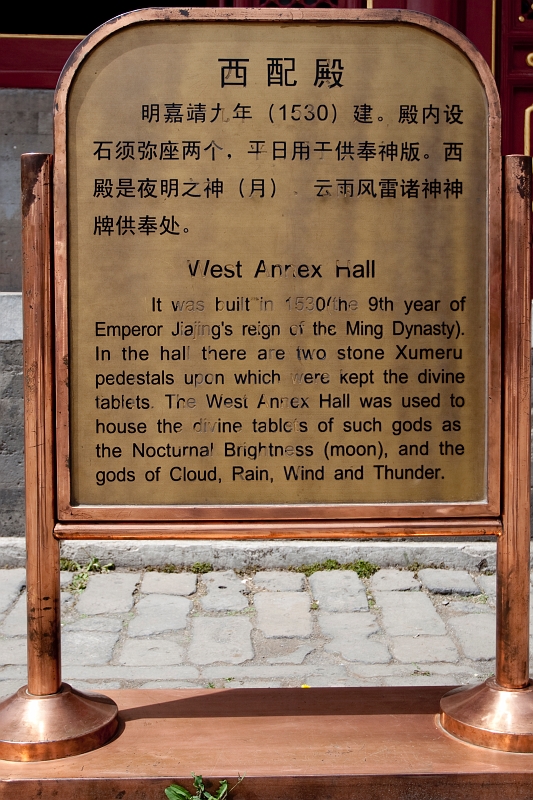 西配殿
明嘉靖九年（1530）建。殿内设
石须弥座两个，平日用于供奉神版。西
殿是夜明之神（月）、云雨风雷诸神神
牌供奉处。
West Annex Hall
It was built in 1530(the 9th year of
Emperor Jiajing's reign of the Ming Dynasty).
In the hall there are two stone Xumeru
pedestals upon which were kept the divine
tablets. The West Annex Hall was used to
house the divine tablets of such gods as
the Nocturnal Brightness (moon), and the
gods of Cloud, Rain, Wind and Thunder.